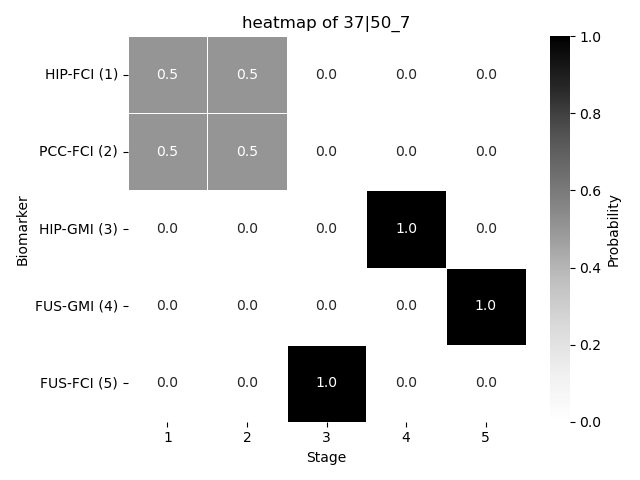 heatmap of 37|50_7
HIP-FCI (1) 0.5 0.5 0.0 0.0 0.0
PCC-FCI (2) 0.5 0.5 0.0 0.0 0.0
HIP-GMI (3) 0.0 0.0 0.0 1.0 0.0
FUS-GMI (4) 0.0 0.0 0.0 0.0 1.0
FUS-FCI (5) 0.0 0.0 1.0 0.0 0.0
1 2 3 4 5
Stage
Biomarker
1.0
0.8
0.6
0.4
0.2
0.0
Probability